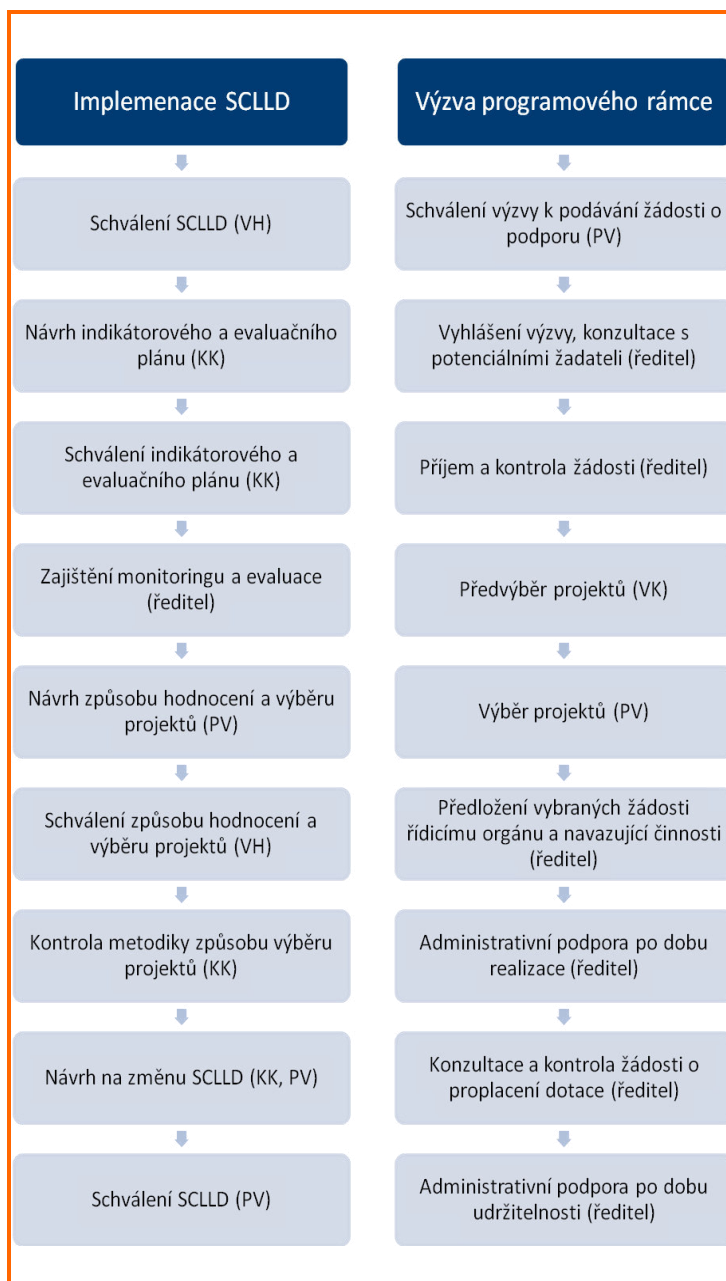 Implemenace SCLLD
Schválení SCLLD (VH)
Návrh indikátorového a evaluačního
plánu (KK)
Schválení indikátorového a
evaluačního plánu (KK)
Zajištění monitoringu a evaluace
(ředitel)
Návrh způsobu hodnocení a výběru
projektů (PV)
Schválení způsobu hodnocení a
výběru projektů (VH)
Kontrola metodiky způsobu výběru
projektů (KK)
Návrh na změnu SCLLD (KK, PV)
Schválení SCLLD (PV)
Výzva programového rámce
Schválení výzvy k podávání žádosti o
podporu (PV)
Vyhlášení výzvy, konzultace s
potenciálními žadateli (ředitel)
Příjem a kontrola žádosti (ředitel)
Předvýběr projektů (VK)
Výběr projektů (PV)
Předložení vybraných žádosti
řídicímu orgánu a navazující činnosti
(ředitel)
Administrativní podpora po dobu
realizace (ředitel)
Konzultace a kontrola žádosti o
proplacení dotace (ředitel)
Administrativní podpora po dobu
udržitelnosti (ředitel)